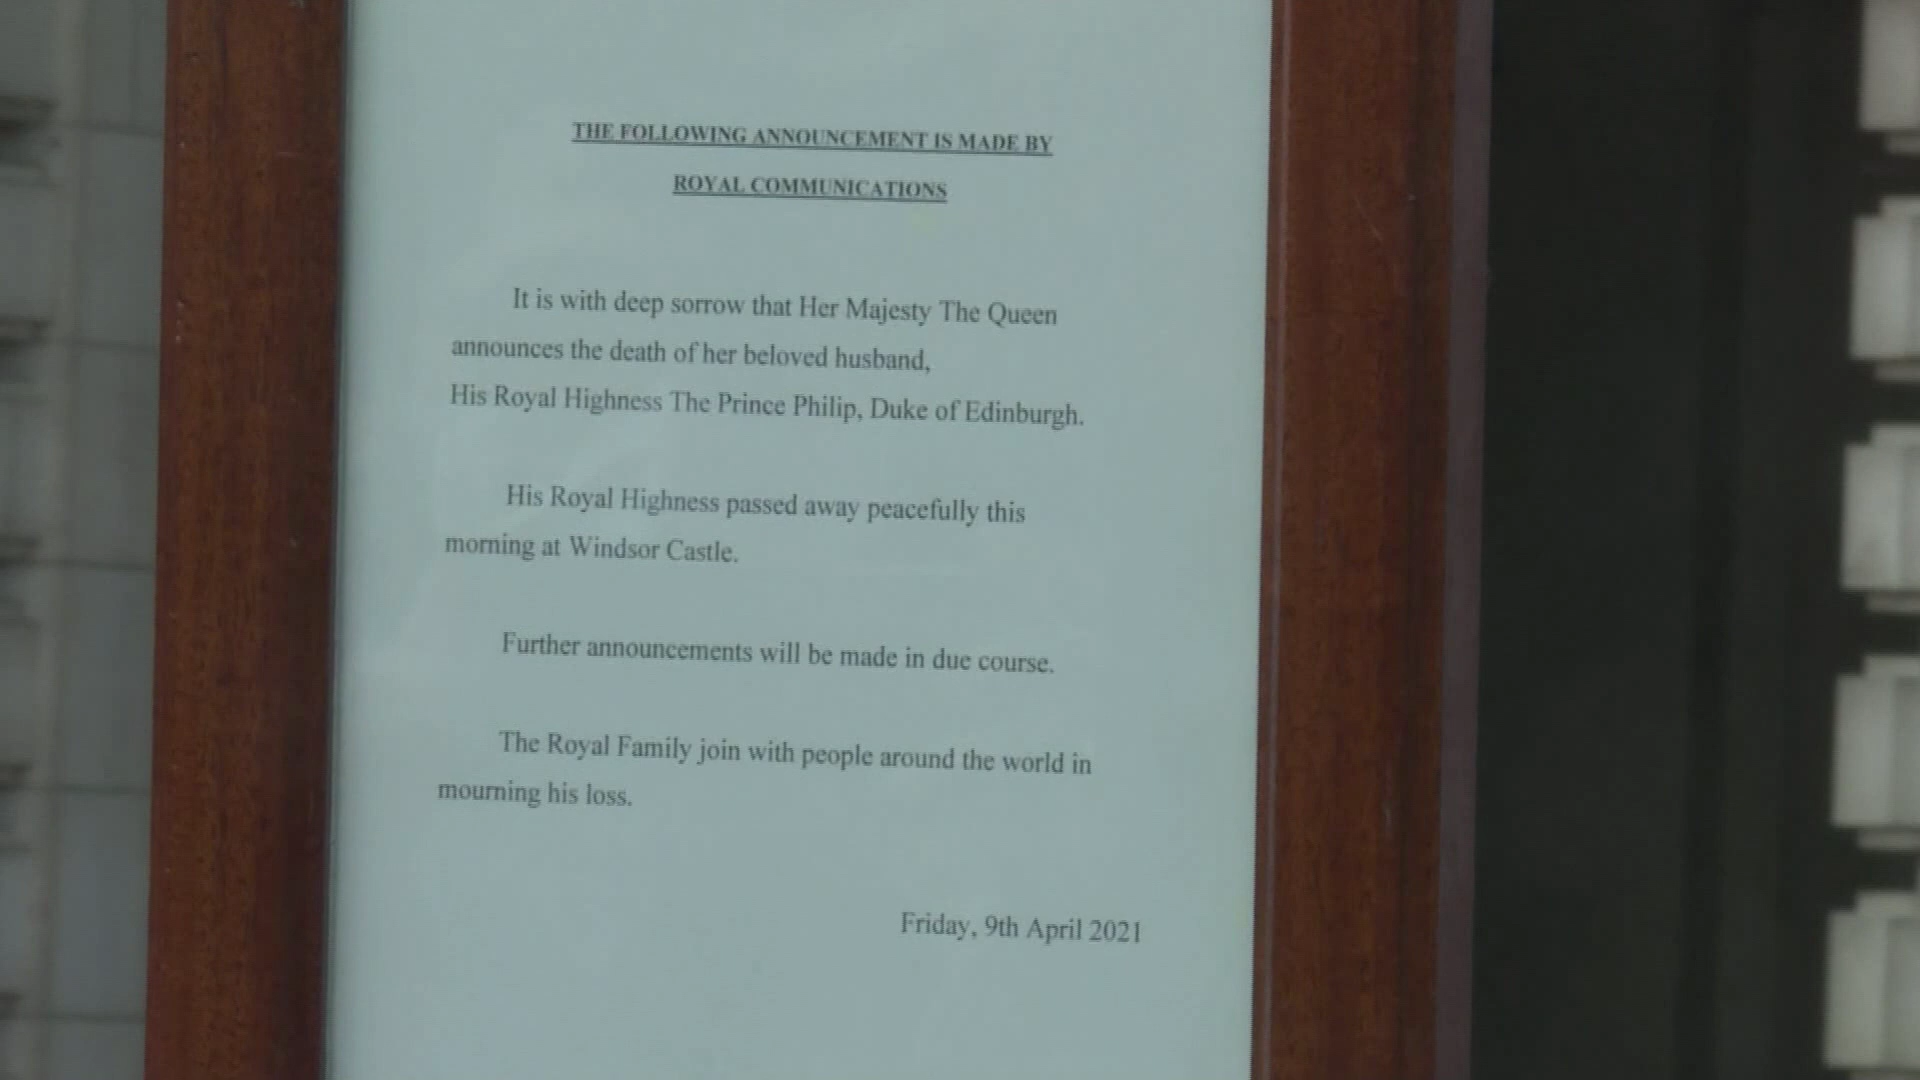 THE FOLLOWING ANNOUNCEMENT IS MADE BY
ROYAL COMMUNICATIONS
It is with deep sorrow that Her Majesty The Queen
announces the death of her beloved husband,
His Royal Highness The Prince Philip, Duke of Edinburgh.
His Royal Highness passed away peacefully this
morning at Windsor Castle.
Further announcements will be made in due course.
The Royal Family join with people around the world in
mourning his loss.
Friday, 9th April 2021